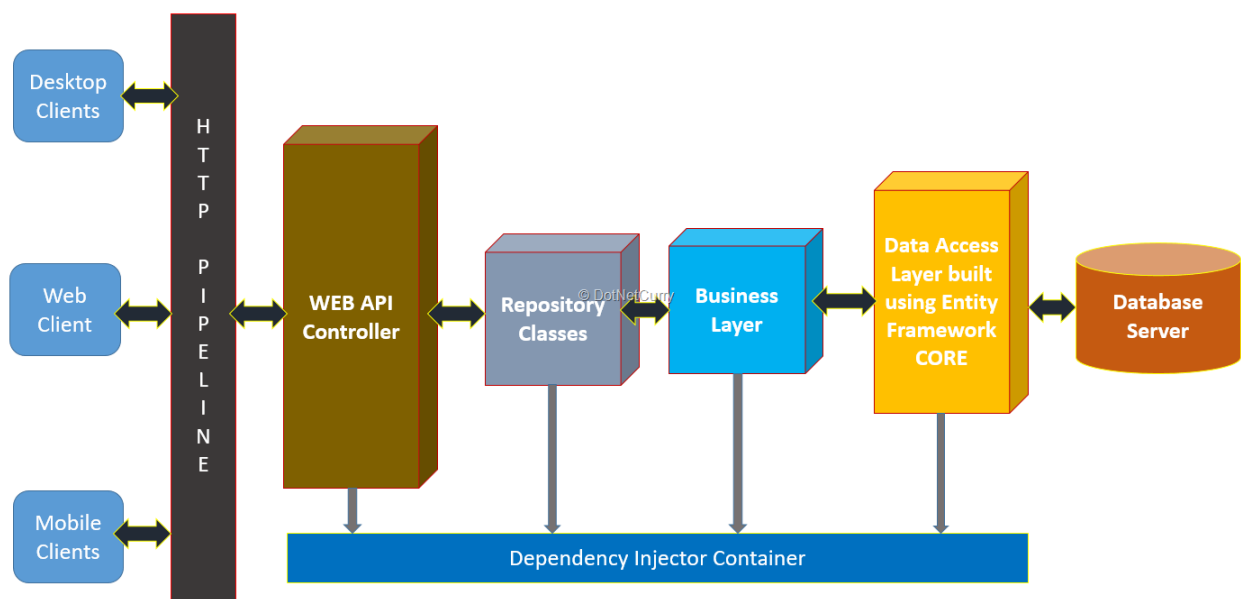 Desktop
Clients
Web
Client
Mobile
Clients
H
T
T
P
P
I
P
E
L
I
N
E
WEB API
Controller
Repository
Classes
© DotNetCurry
Business
Layer
Data Access
Layer built
using Entity
Framework
CORE
Database
Server
Dependency Injector Container